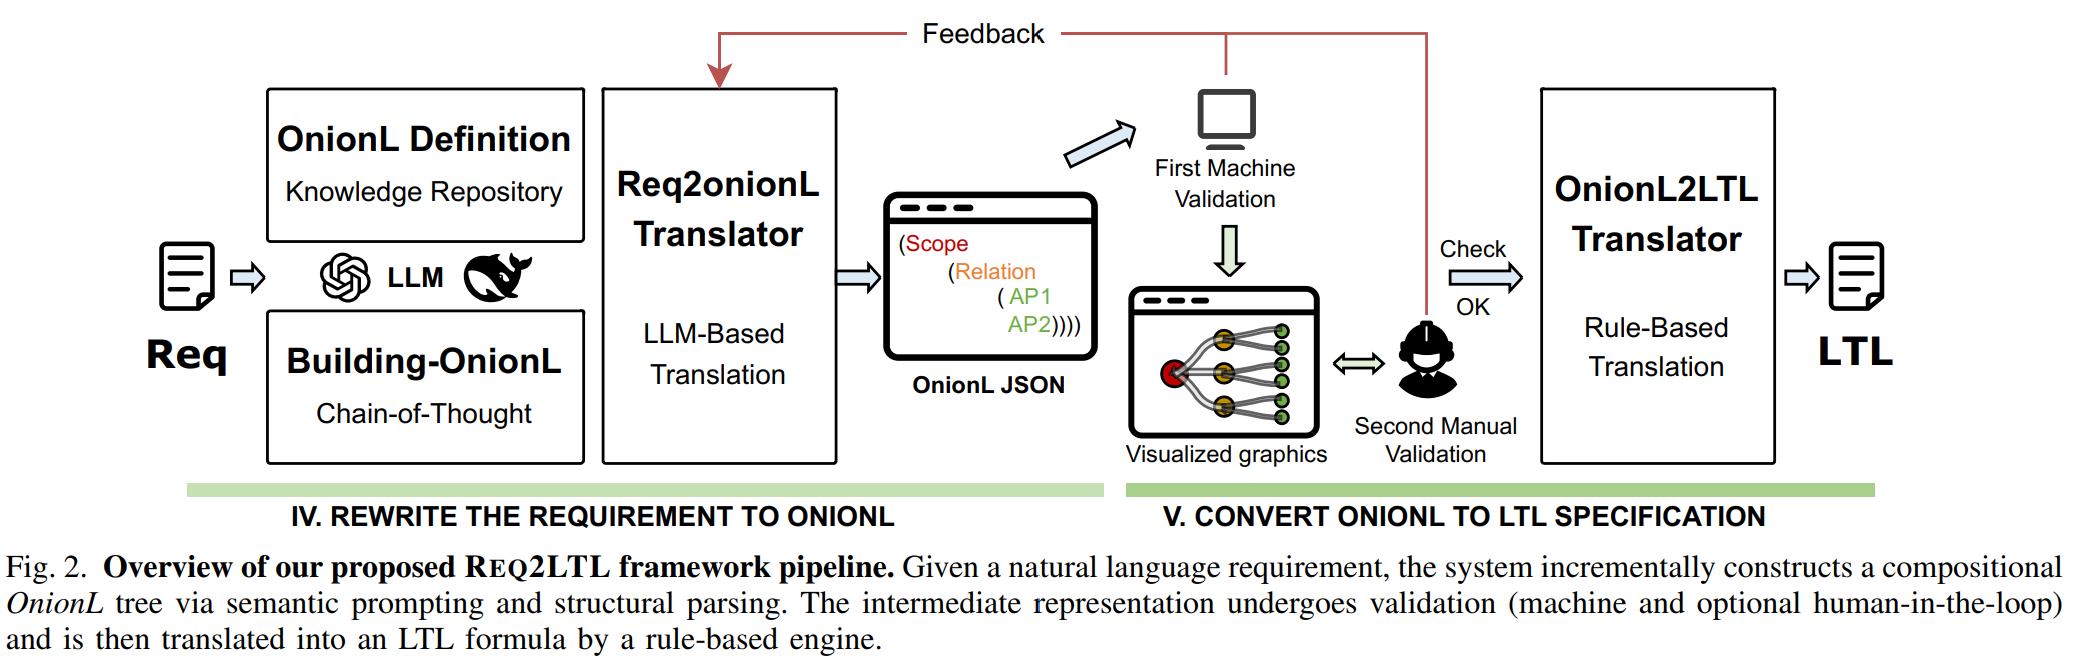 Feedback
OnionL Definition
Knowledge Repository
LLM
Building-OnionL
Chain-of-Thought
Req
Req2onionL
Translator
LLM-Based
Translation
(Scope
(Relation
( AP1
AP2))))
OnionL JSON
First Machine
Validation
Visualized graphics
Second Manual
Validation
Check
OK
OnionL2LTL
Translator
Rule-Based
Translation
LTL
IV. REWRITE THE REQUIREMENT TO ONIONL
V. CONVERT ONIONL TO LTL SPECIFICATION
Fig. 2. Overview of our proposed REQ2LTL framework pipeline. Given a natural language requirement, the system incrementally constructs a compositional
OnionL tree via semantic prompting and structural parsing. The intermediate representation undergoes validation (machine and optional human-in-the-loop)
and is then translated into an LTL formula by a rule-based engine.